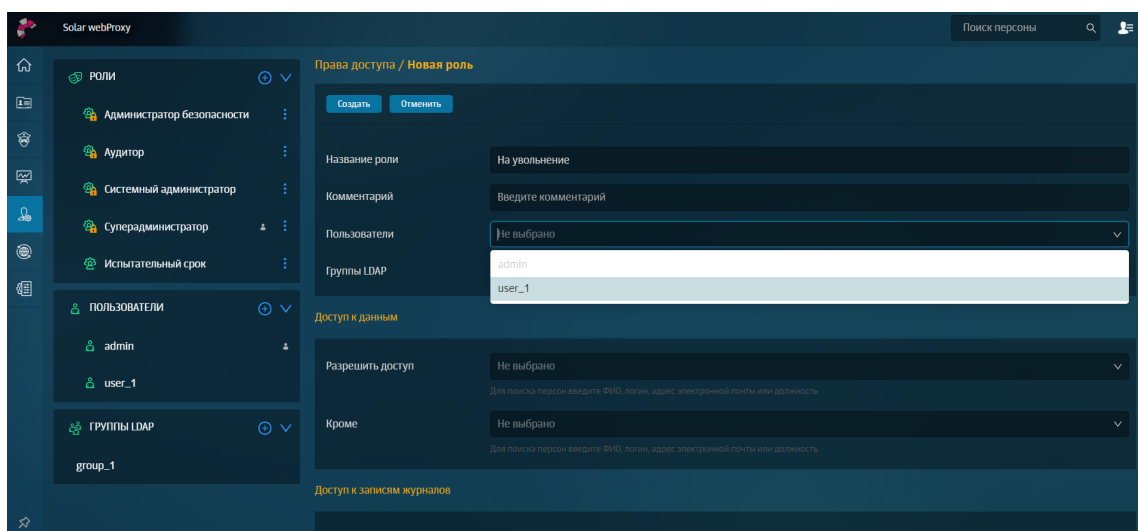 Solar webProxy
Поиск персоны
РОЛИ
Администратор безопасности
Аудитор
Системный администратор
Суперадминистратор
Испытательный срок
ПОЛЬЗОВАТЕЛИ
admin
user_1
ГРУППЫ LDAP
group_1
Права доступа / Новая роль
Создать Отменить
Название роли На увольнение
Комментарий Введите комментарий
Пользователи Не выбрано
admin
Группы LDAP
user_1
Доступ к данным
Разрешить доступ Не выбрано
Для поиска персон введите ФИО, логин, адрес электронной почты или должность
Кроме Не выбрано
Для поиска персон введите ФИО, логин, адрес электронной почты или должность
Доступ к записям журналов